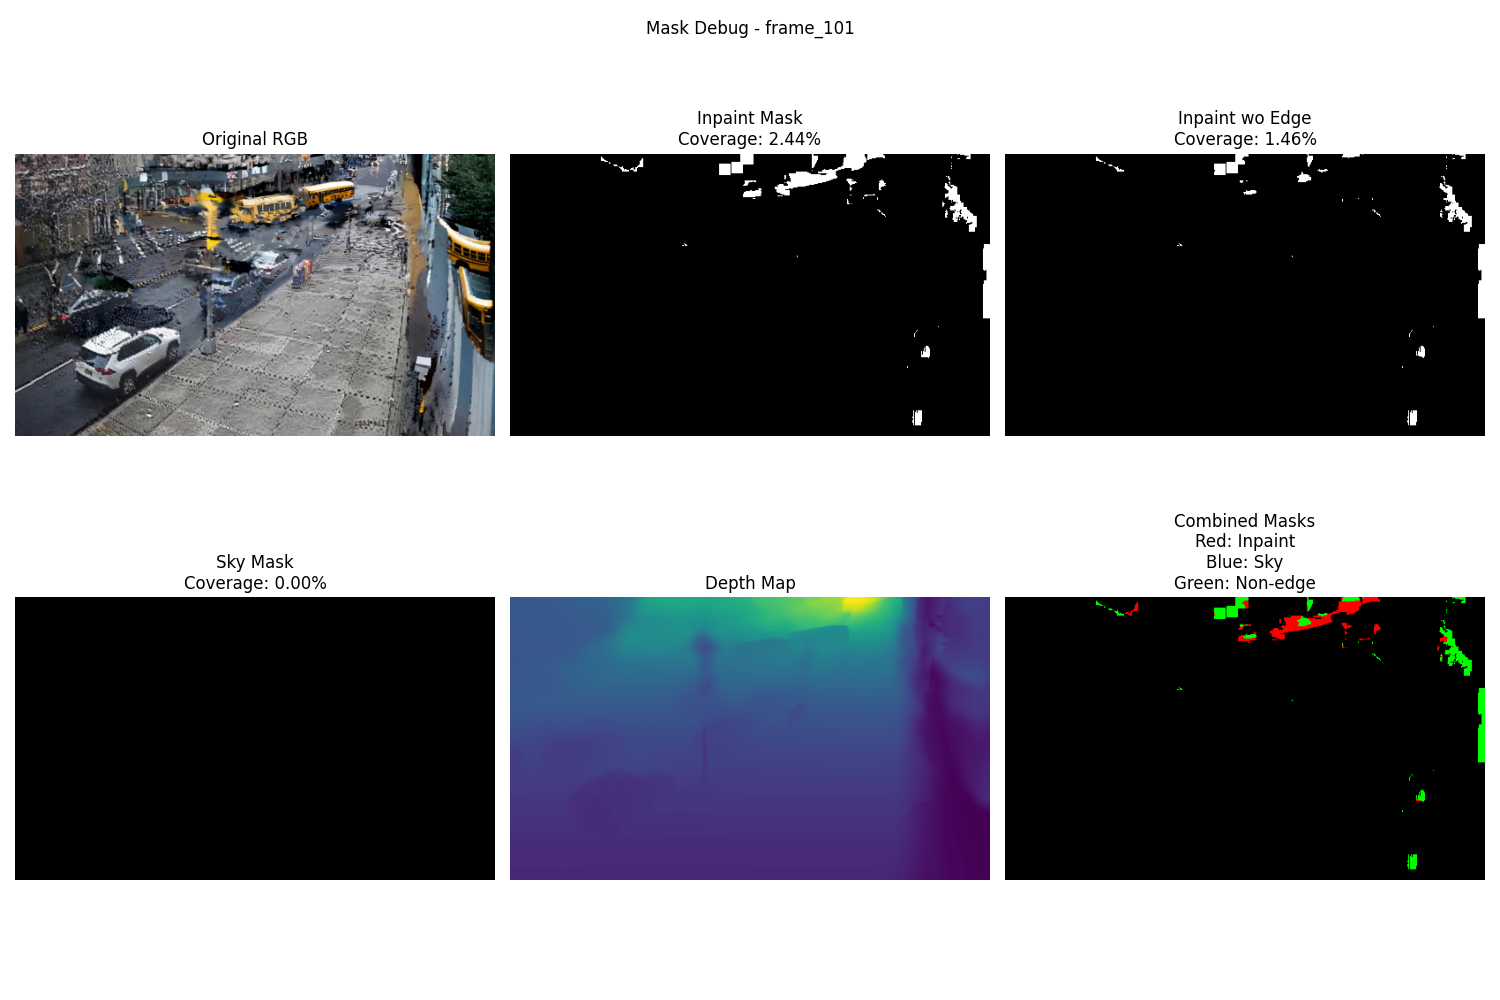 Mask Debug - frame_101
Original RGB
Inpaint Mask
Coverage: 2.44%
Inpaint wo Edge
Coverage: 1.46%
Sky Mask
Coverage: 0.00%
Depth Map
Combined Masks
Red: Inpaint
Blue: Sky
Green: Non-edge